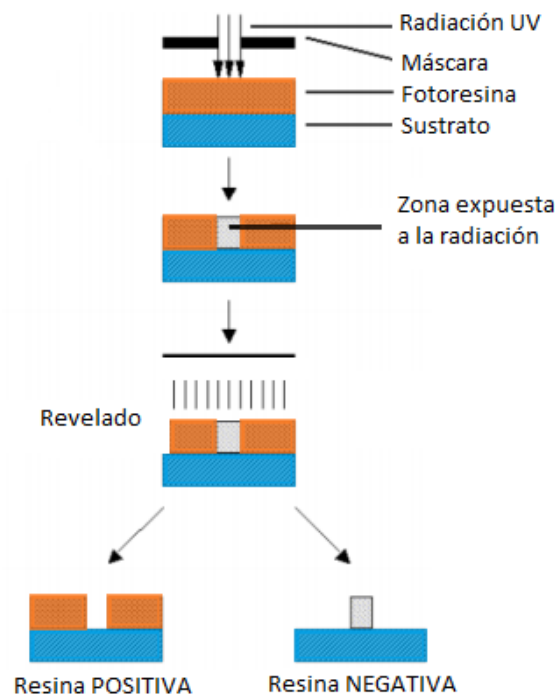 Radiación UV
Máscara
Fotoresina
Sustrato
Zona expuesta
a la radiación
Revelado
Resina POSITIVA
Resina NEGATIVA